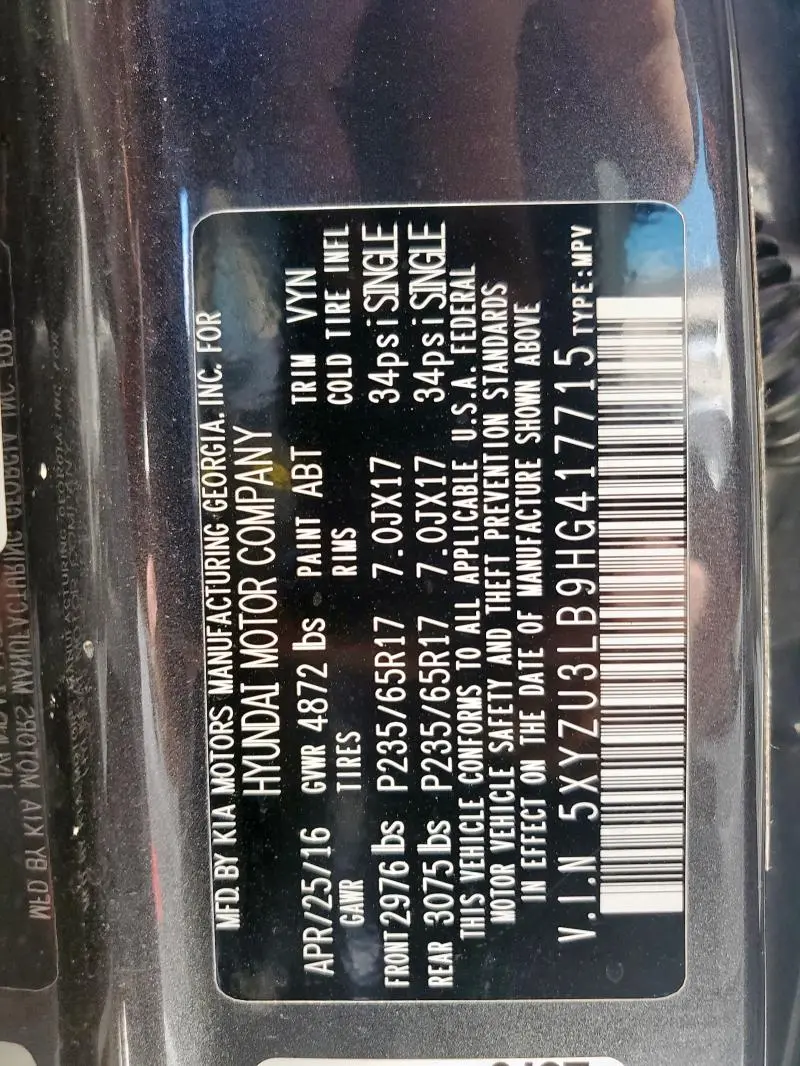 MFD. BY KIA MOTORS MANUFACTURING GEORGIA, INC. FOR
HYUNDAI MOTOR COMPANY
APR/25/16 GVWR 4872 lbs PAINT ABT TRIM VYN
GAWR TIRES RIMS COLD TIRE INFL
FRONT 2976 lbs P235/65R17 7.0JX17 34psi SINGLE
REAR 3075 lbs P235/65R17 7.0JX17 34psi SINGLE
THIS VEHICLE CONFORMS TO ALL APPLICABLE U.S.A. FEDERAL
MOTOR VEHICLE SAFETY AND THEFT PREVENTION STANDARDS
IN EFFECT ON THE DATE OF MANUFACTURE SHOWN ABOVE
V.I.N 5XYZU3LB9HG417715 TYPE:MPV